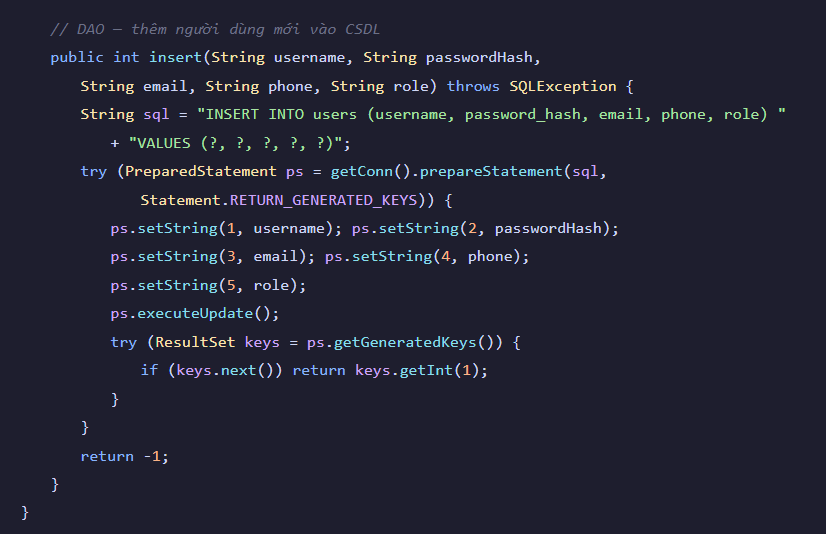 // DAO — thêm người dùng mới vào CSDL
public int insert(String username, String passwordHash,
String email, String phone, String role) throws SQLException {
String sql = "INSERT INTO users (username, password_hash, email, phone, role) "
+ "VALUES (?, ?, ?, ?, ?)";
try (PreparedStatement ps = getConn().prepareStatement(sql,
Statement.RETURN_GENERATED_KEYS)) {
ps.setString(1, username); ps.setString(2, passwordHash);
ps.setString(3, email); ps.setString(4, phone);
ps.setString(5, role);
ps.executeUpdate();
try (ResultSet keys = ps.getGeneratedKeys()) {
if (keys.next()) return keys.getInt(1);
}
}
return -1;
}
}